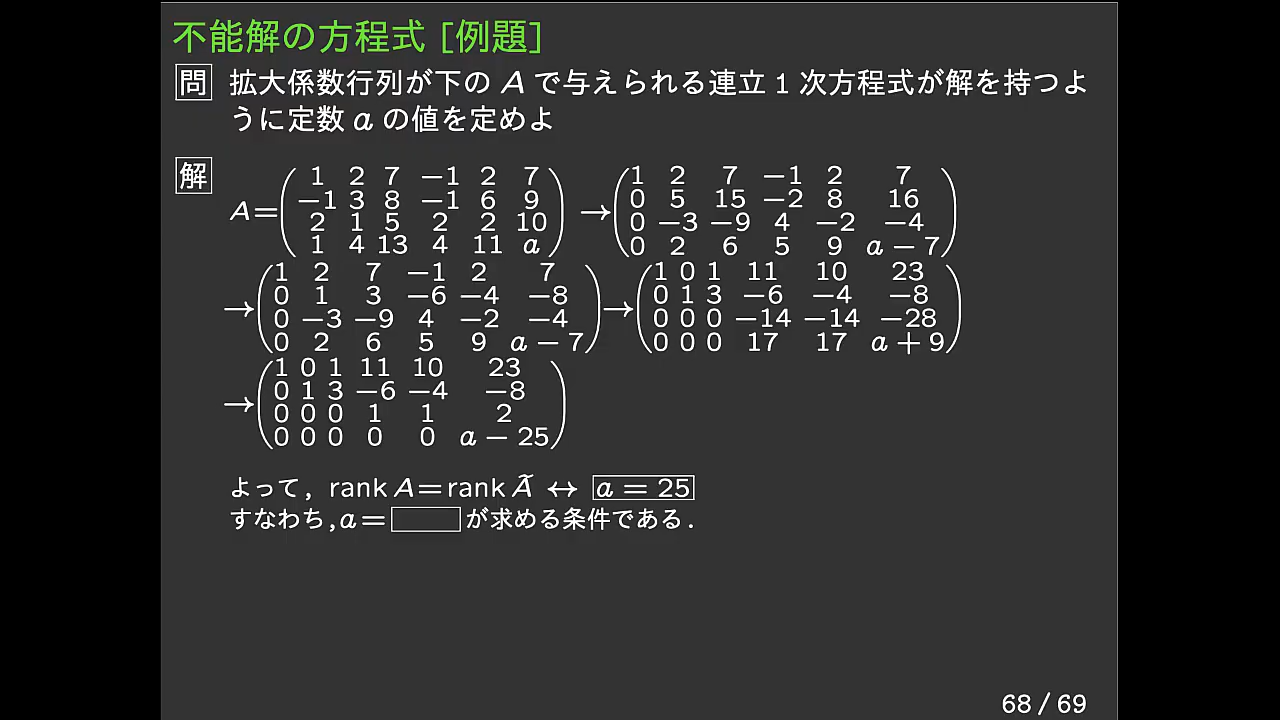 不能解の方程式 [例題]
問 拡大係数行列が下の A で与えられる連立 1 次方程式が解を持つよ
うに定数 a の値を定めよ
解
A=
1 2 7 −1 2 7
−1 3 8 −1 6 9
2 1 5 2 2 10
1 4 13 4 11 a
→
1 2 7 −1 2 7
0 5 15 −2 8 16
0 −3 −9 4 −2 −4
0 2 6 5 9 a − 7
→
1 2 7 −1 2 7
0 1 3 −6 −4 −8
0 −3 −9 4 −2 −4
0 2 6 5 9 a − 7
→
1 0 1 11 10 23
0 1 3 −6 −4 −8
0 0 0 −14 −14 −28
0 0 0 17 17 a + 9
→
1 0 1 11 10 23
0 1 3 −6 −4 −8
0 0 0 1 1 2
0 0 0 0 0 a − 25
よって, rank A=rank Ã ↔ a = 25
すなわち,a= が求める条件である.
68 / 69